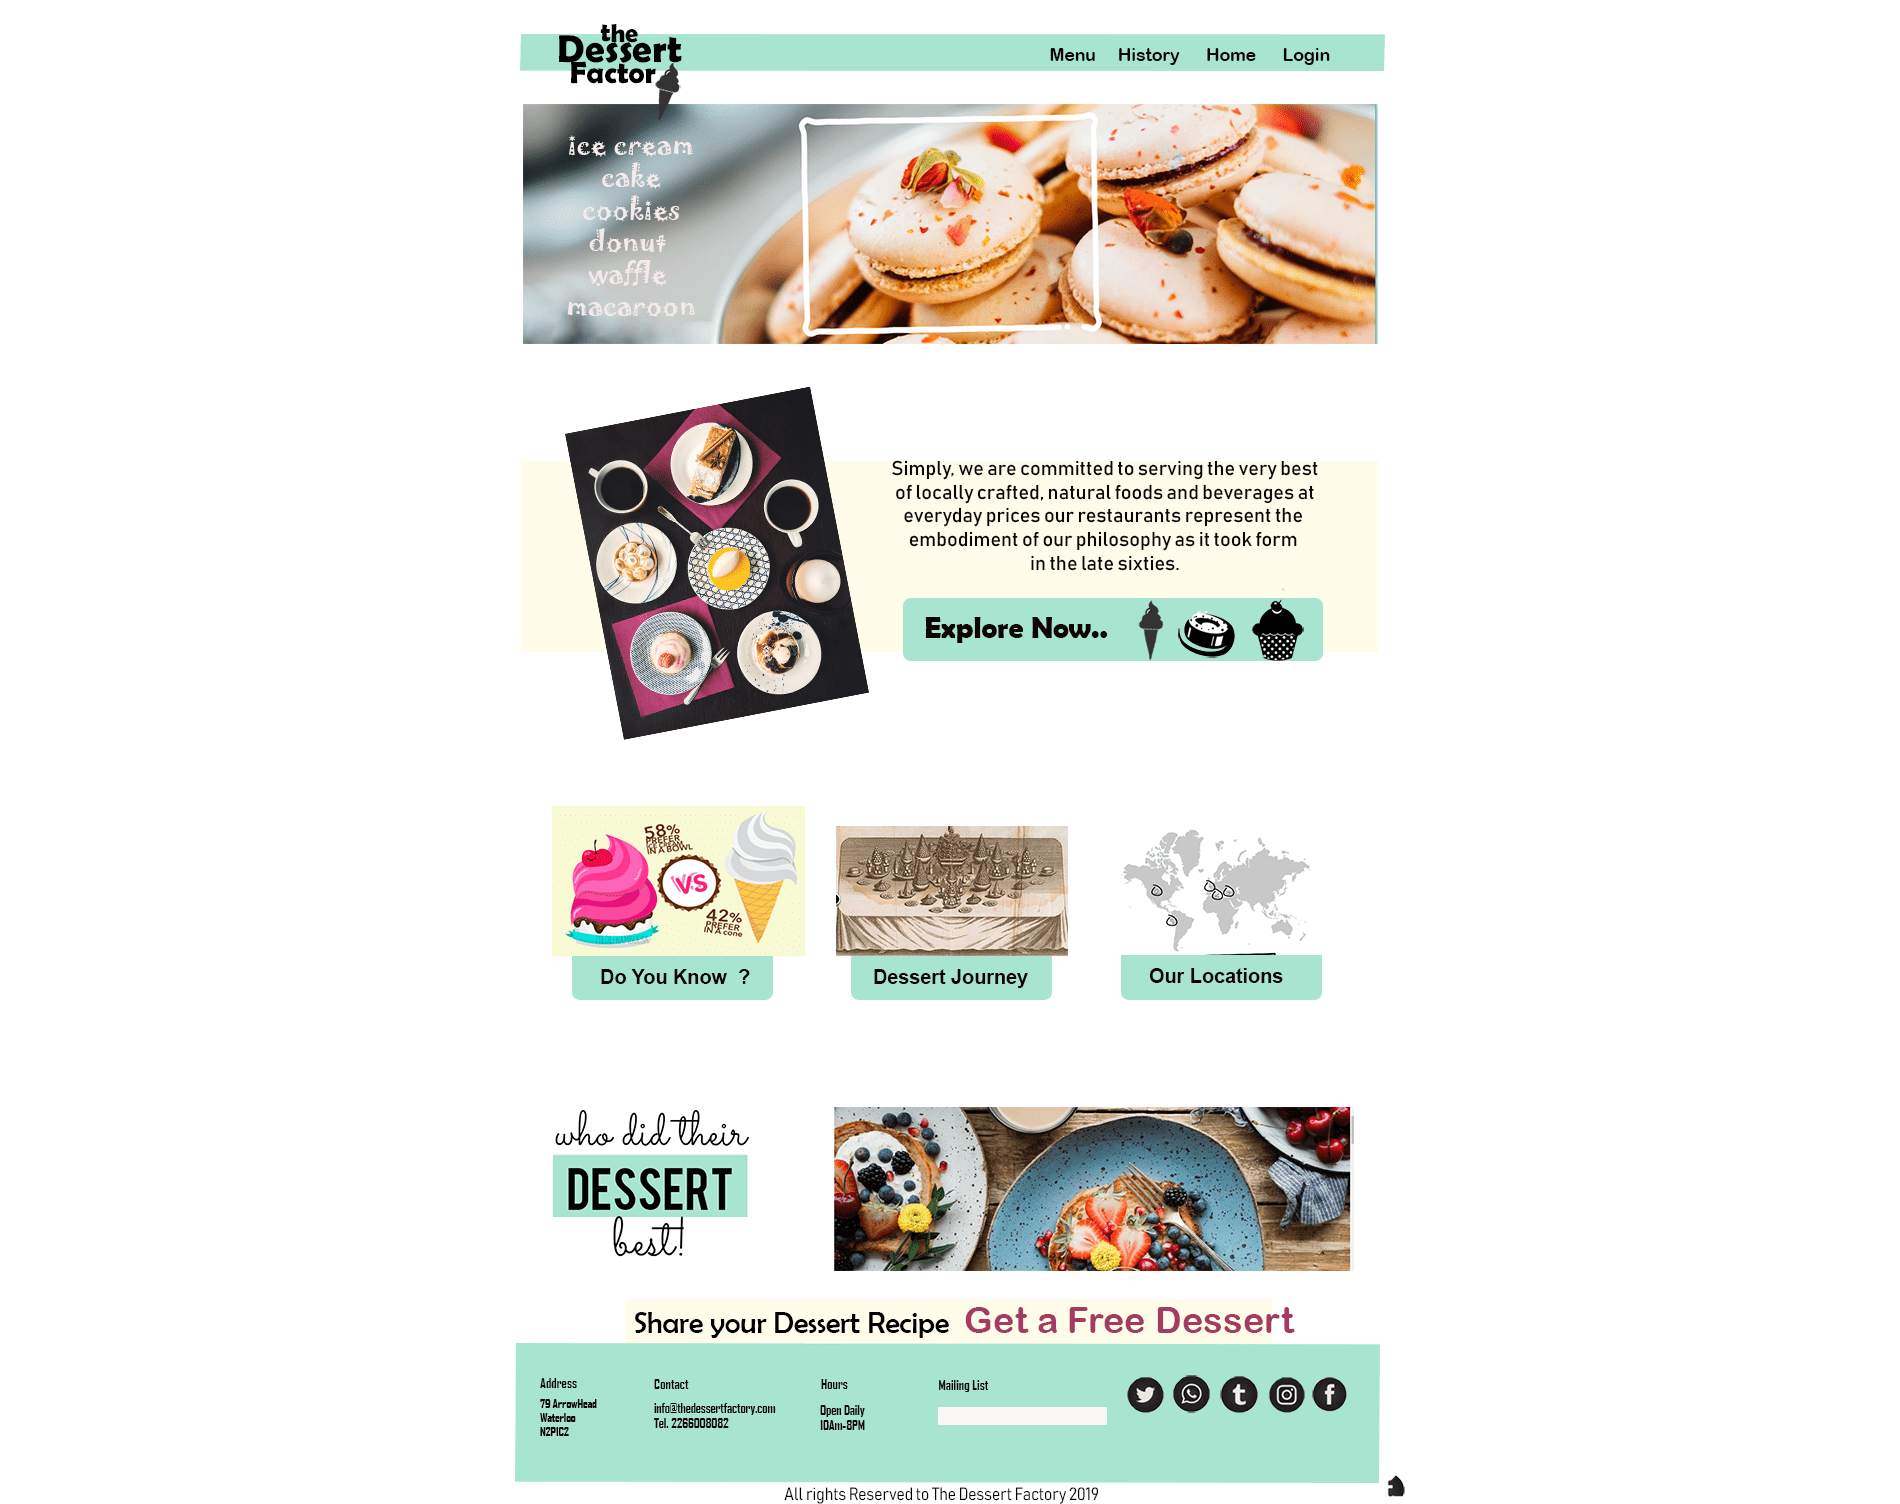 the
Dessert
Factor
Menu History Home Login
ice cream
cake
cookies
donut
waffle
macaroon
Simply, we are committed to serving the very best
of locally crafted, natural foods and beverages at
everyday prices our restaurants represent the
embodiment of our philosophy as it took form
in the late sixties.
Explore Now..
58%
PREFER
ICE CREAM
IN A BOWL
VS
42%
PREFER
IN A cone
Do You Know ?
Dessert Journey
Our Locations
who did their
DESSERT
best!
Share your Dessert Recipe Get a Free Dessert
Address
79 ArrowHead
Waterloo
N2P1C2
Contact
info@thedessertfactory.com
Tel. 2266008082
Hours
Open Daily
10Am-8PM
Mailing List
All rights Reserved to The Dessert Factory 2019